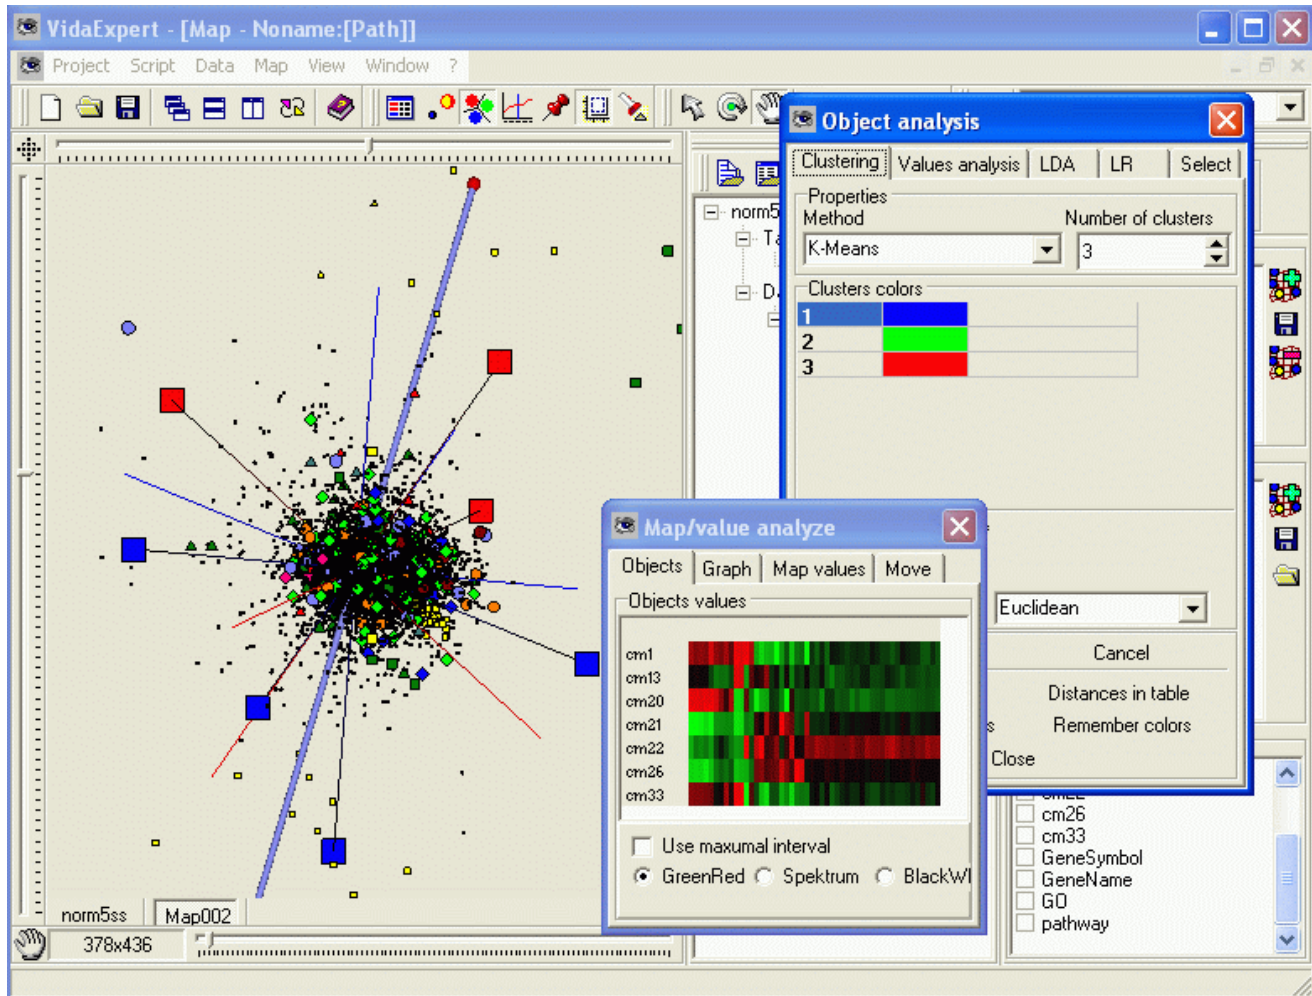 VidaExpert - [Map - Noname:[Path]]
Project Script Data Map View Window ?
Object analysis
Clustering Values analysis LDA LR Select
Properties
Method Number of clusters
K-Means 3
Clusters colors
1
2
3
norm5
Euclidean
Cancel
Distances in table
s Remember colors
Close
Map/value analyze
Objects Graph Map values Move
Objects values
cm1
cm13
cm20
cm21
cm22
cm26
cm33
Use maxumal interval
GreenRed Spektrum BlackWl
cm26
cm33
GeneSymbol
GeneName
GO
pathway
norm5ss Map002
378x436